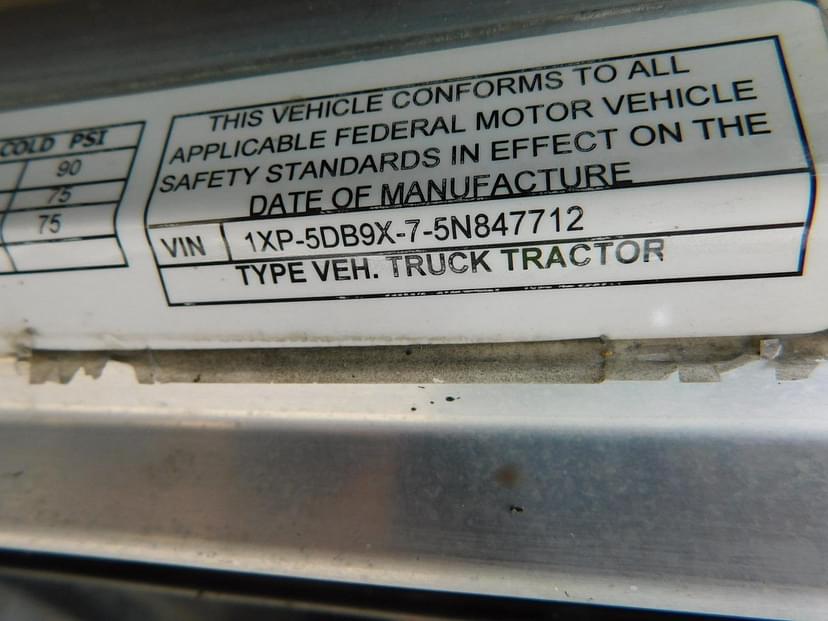 COLD PSI
90
75
75
THIS VEHICLE CONFORMS TO ALL
APPLICABLE FEDERAL MOTOR VEHICLE
SAFETY STANDARDS IN EFFECT ON THE
DATE OF MANUFACTURE
VIN 1XP-5DB9X-7-5N847712
TYPE VEH. TRUCK TRACTOR